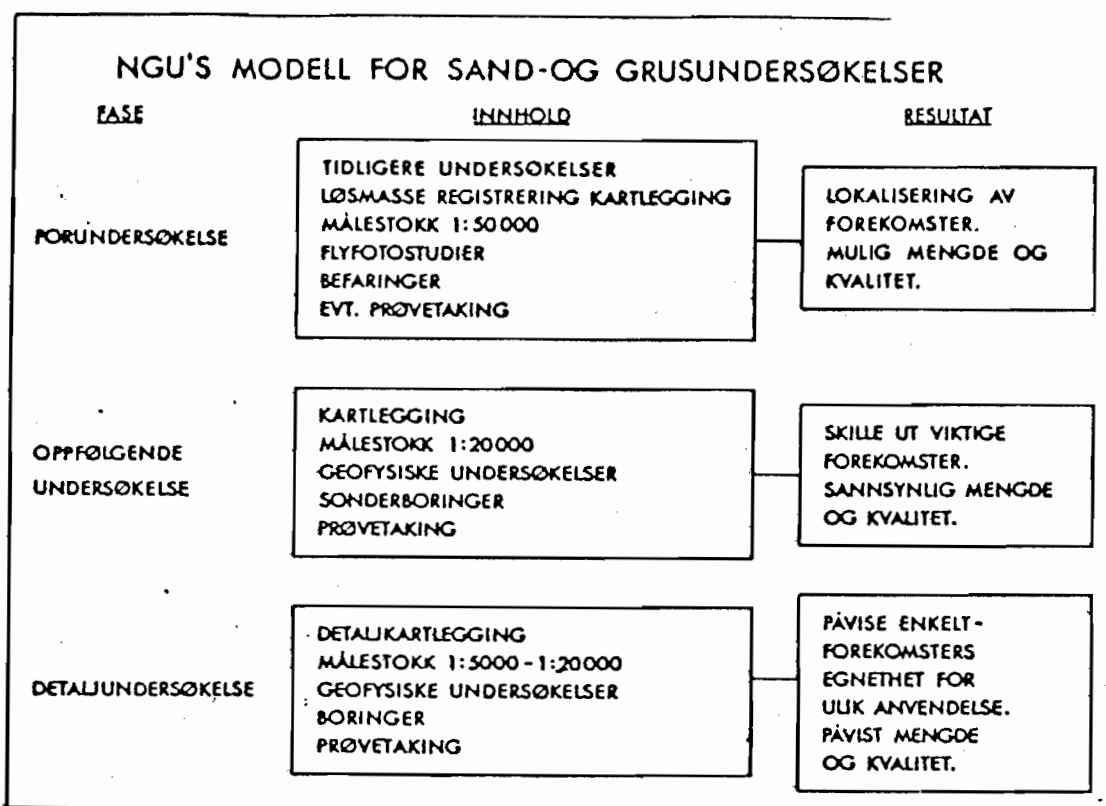 NGU'S MODELL FOR SAND-OG GRUSUNDERSØKELSER
FASE
INNHOLD
RESULTAT
FORUNDERSØKELSE
TIDLIGERE UNDERSØKELSER
LØSMASSE REGISTRERING KARTLEGGING
MÅLESTOKK 1:50000
FLYFOTOSTUDIER
BEFARINGER
EVT. PRØVETAKING
LOKALISERING AV
FOREKOMSTER.
MULIG MENGDE OG
KVALITET.
OPPFØLGENDE
UNDERSØKELSE
KARTLEGGING
MÅLESTOKK 1:20000
GEOFYSISKE UNDERSØKELSER
SONDERBORINGER
PRØVETAKING
SKILLE UT VIKTIGE
FOREKOMSTER.
SANNSYNLIG MENGDE
OG KVALITET.
DETALJUNDERSØKELSE
DETALJKARTLEGGING
MÅLESTOKK 1:5000-1:20000
GEOFYSISKE UNDERSØKELSER
BORINGER
PRØVETAKING
PÅVISE ENKELT-
FOREKOMSTERS
EGNETHET FOR
ULIK ANVENDELSE.
PÅVIST MENGDE
OG KVALITET.